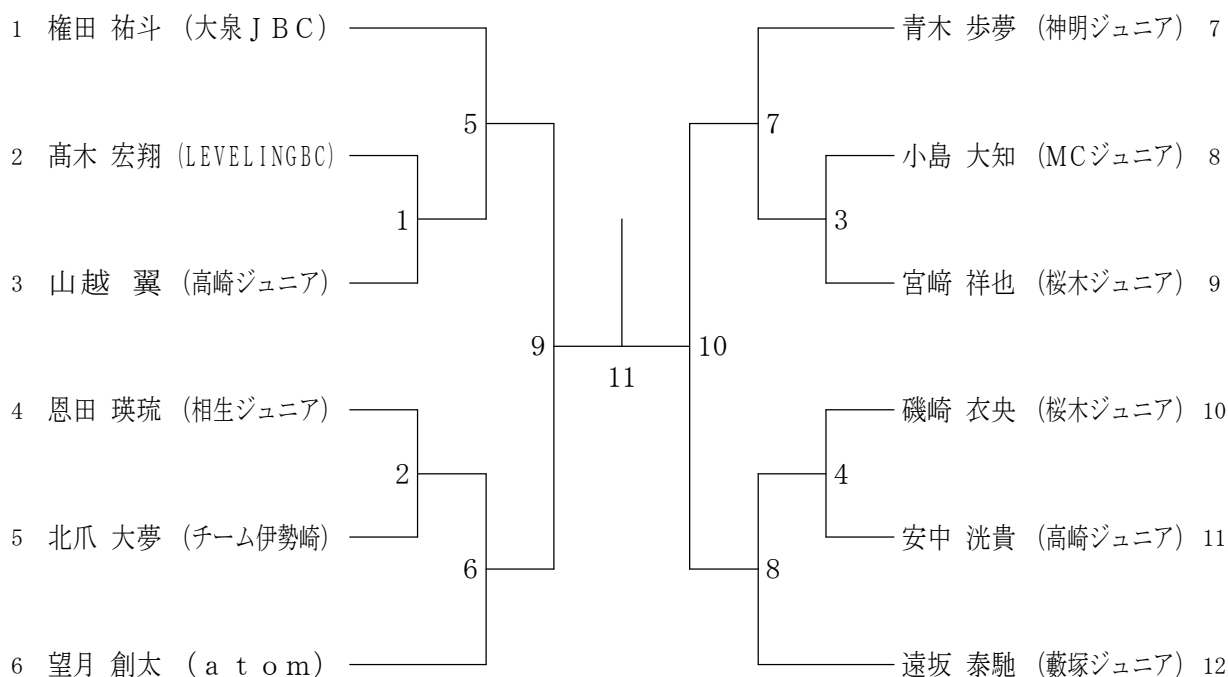 1 権田 祐斗 (大泉ＪＢＣ)
5
2 髙木 宏翔 (LEVELINGBC)
1
3 山越 翼 (高崎ジュニア)
9
4 恩田 瑛琉 (相生ジュニア)
2
5 北爪 大夢 (チーム伊勢崎)
6
6 望月 創太 (ａｔｏｍ)
11
青木 歩夢 (神明ジュニア) 7
7
小島 大知 (MCジュニア) 8
3
宮﨑 祥也 (桜木ジュニア) 9
10
磯崎 衣央 (桜木ジュニア) 10
4
安中 洸貴 (高崎ジュニア) 11
8
遠坂 泰馳 (藪塚ジュニア) 12